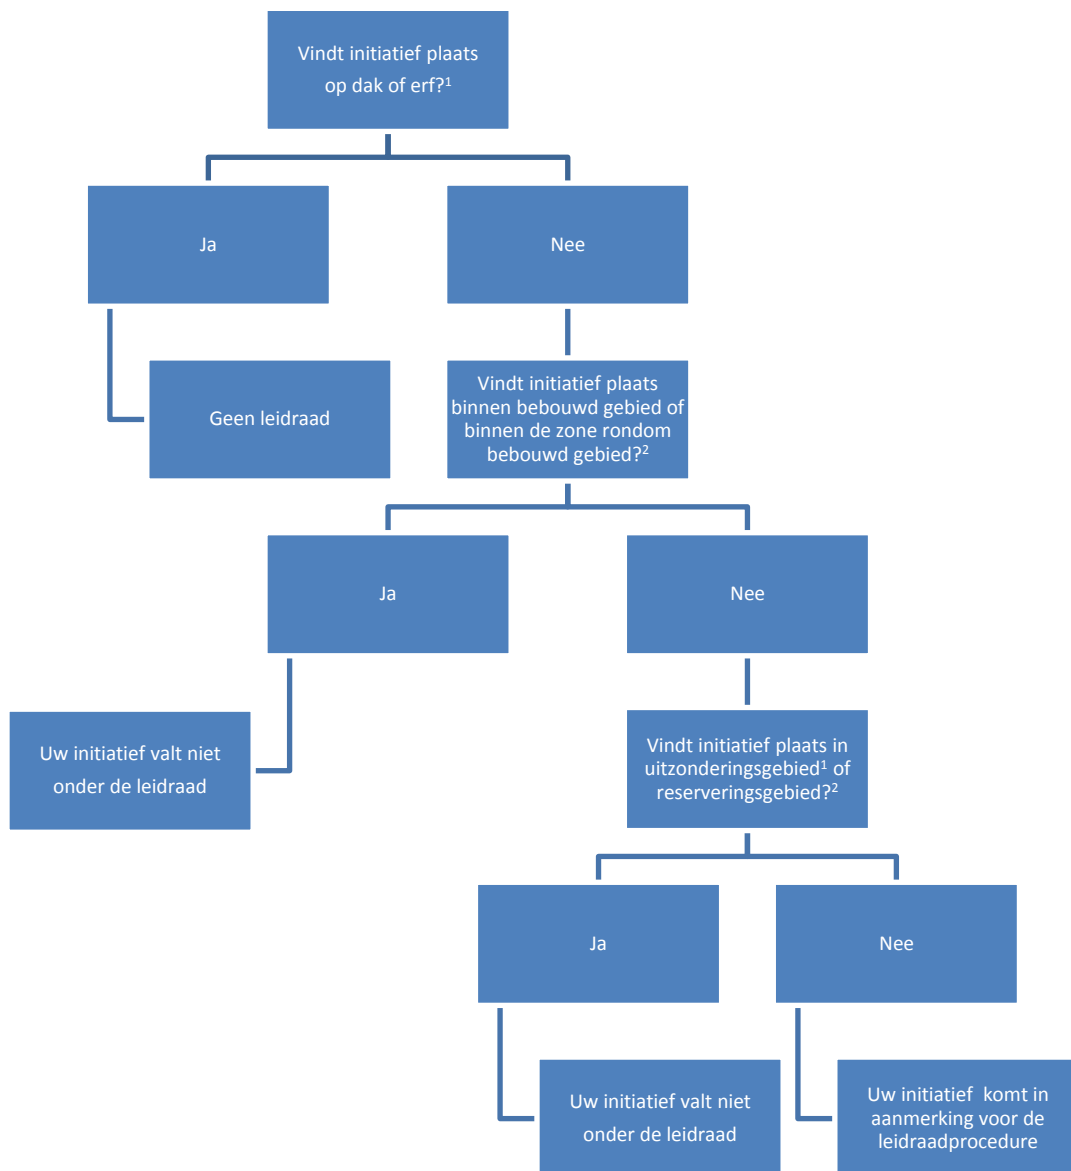 Vindt initiatief plaats
op dak of erf?¹
Ja
Nee
Geen leidraad
Vindt initiatief plaats
binnen bebouwd gebied of
binnen de zone rondom
bebouwd gebied?²
Ja
Nee
Uw initiatief valt niet
onder de leidraad
Vindt initiatief plaats in
uitzonderingsgebied¹ of
reserveringsgebied?²
Ja
Nee
Uw initiatief valt niet
onder de leidraad
Uw initiatief  komt in
aanmerking voor de
leidraadprocedure